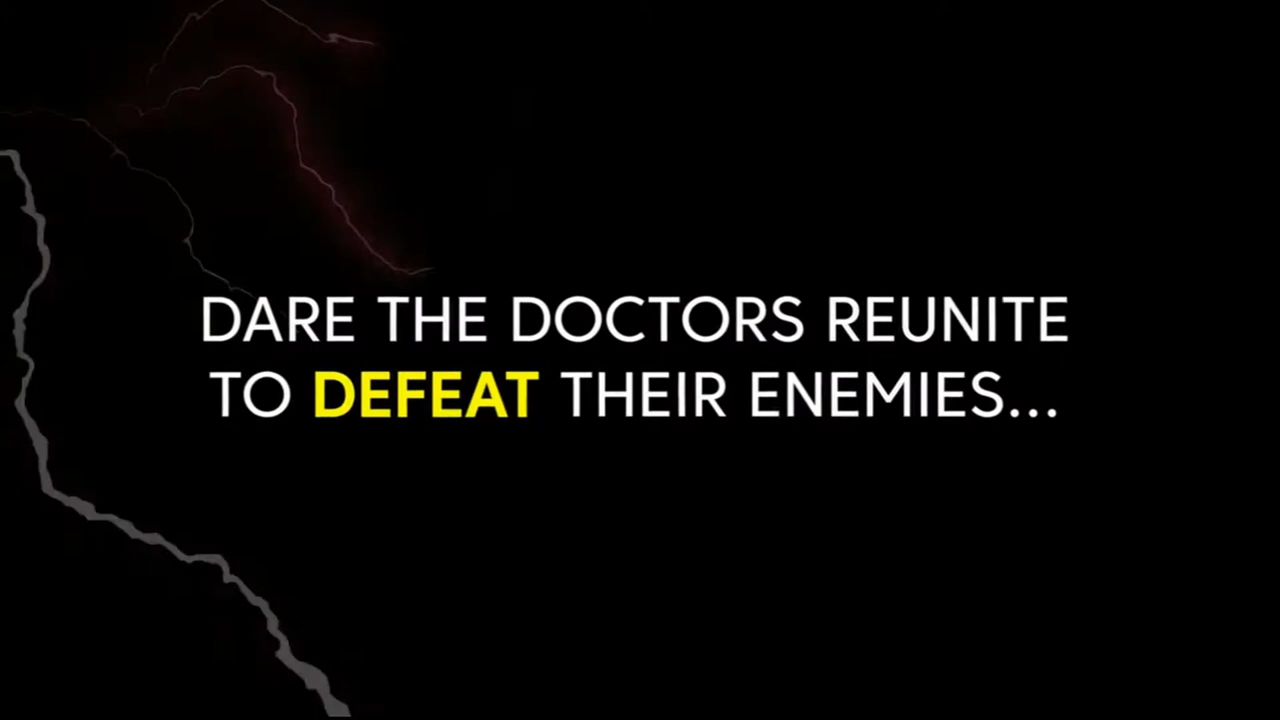 DARE THE DOCTORS REUNITE
TO DEFEAT THEIR ENEMIES...